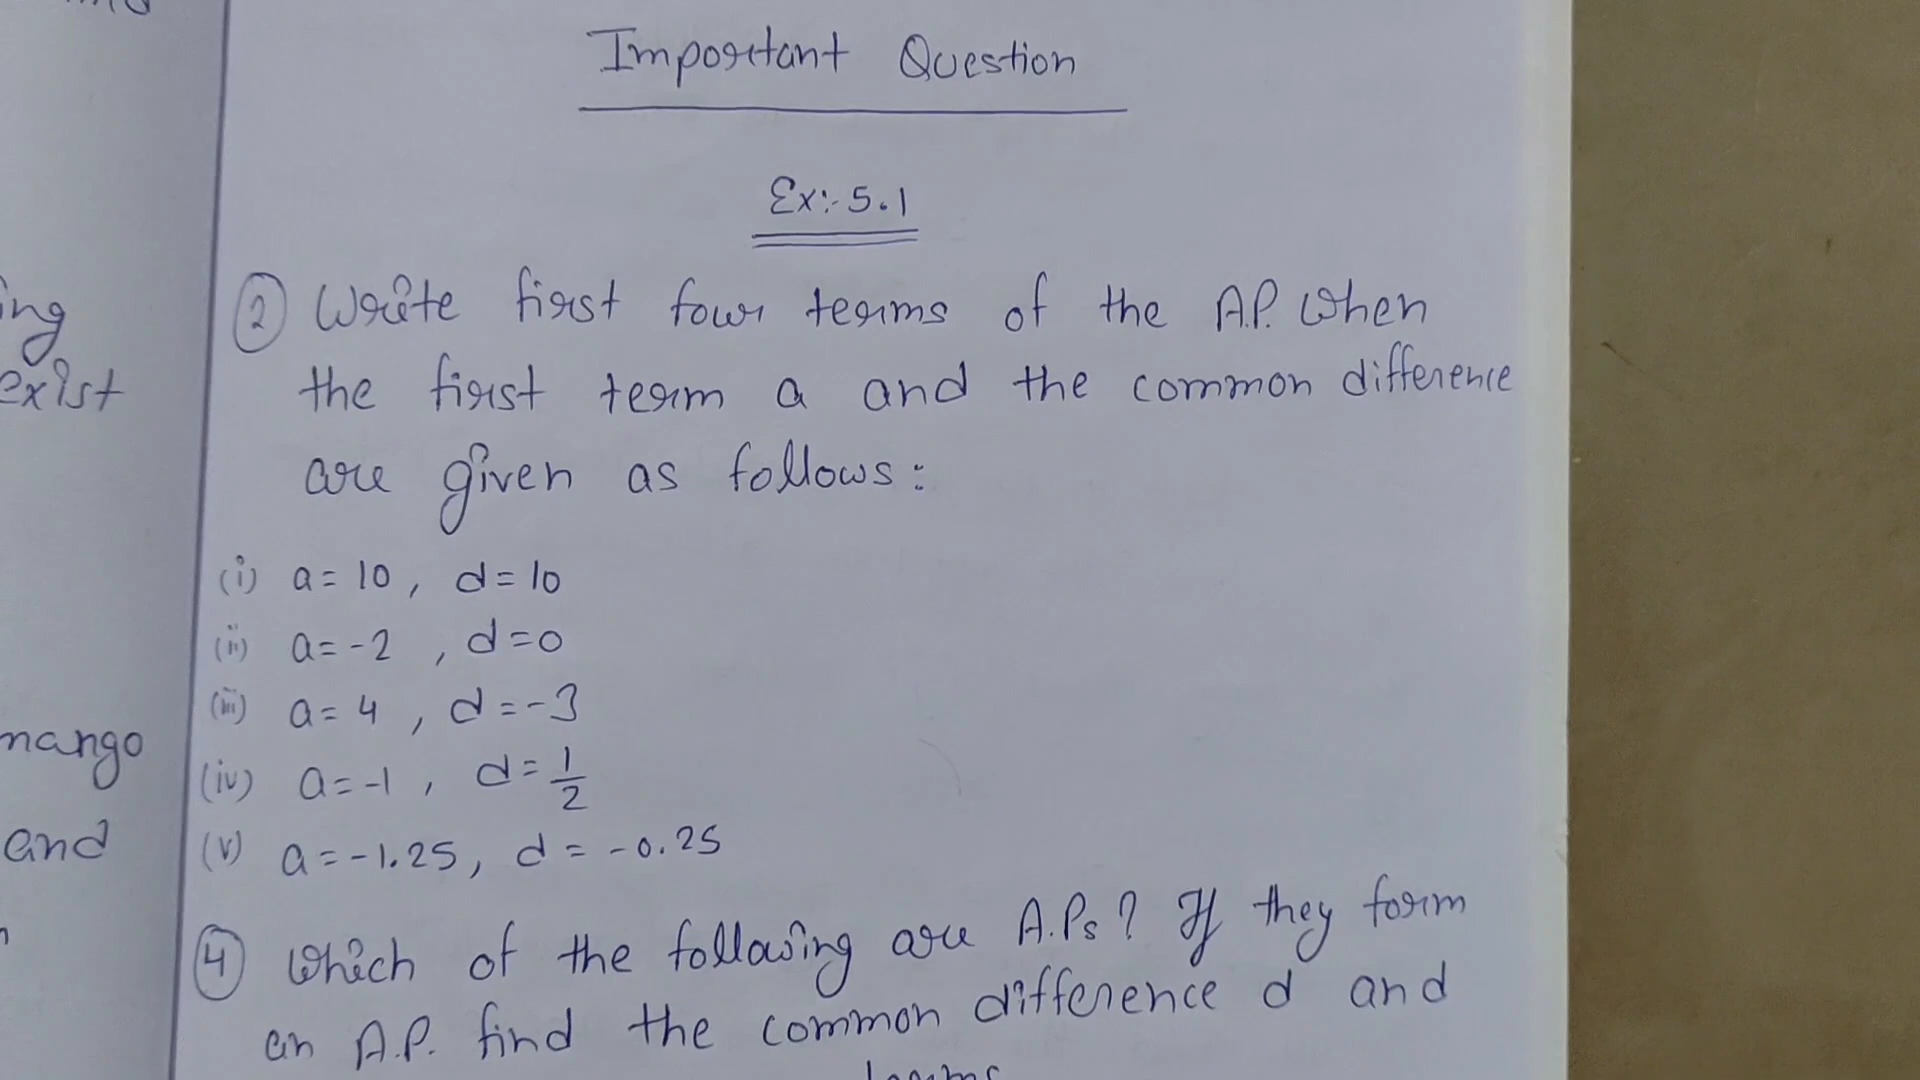 ing
exist
mango
and
Important Question
Ex:- 5.1
② Write first four terms of the A.P. when
the first term a and the common difference
are given as follows:
(i) a = 10, d = 10
(ii) a = -2, d = 0
(iii) a = 4, d = -3
(iv) a = -1, d = 1/2
(v) a = -1.25, d = -0.25
④ Which of the following are A.Ps? If they form
an A.P. find the common difference d and